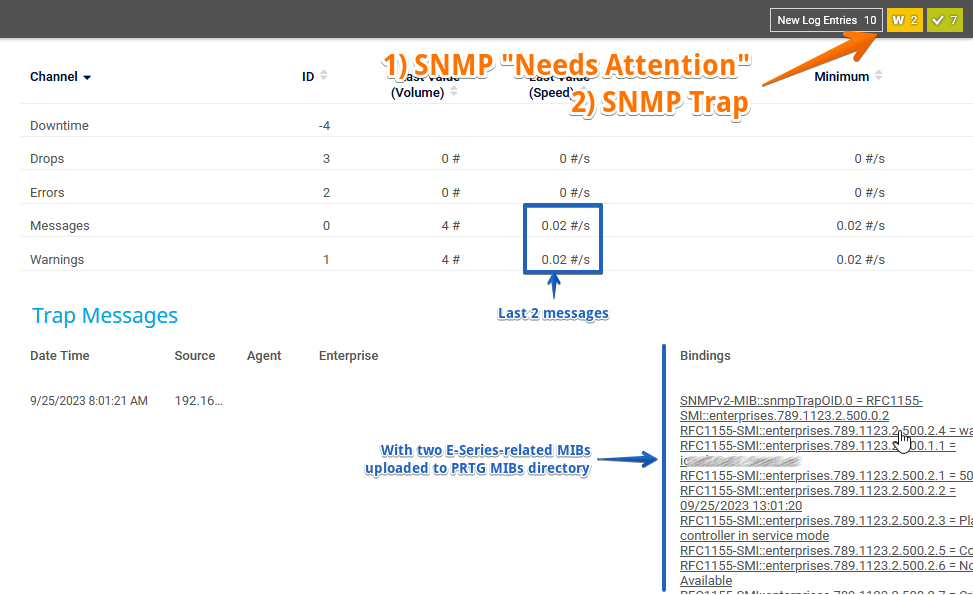 New Log Entries 10 W 2 7
1) SNMP "Needs Attention"
2) SNMP Trap
Channel ID Last Value (Volume) Last Value (Speed) Minimum
Downtime -4
Drops 3 0 # 0 #/s 0 #/s
Errors 2 0 # 0 #/s 0 #/s
Messages 0 4 # 0.02 #/s 0.02 #/s
Warnings 1 4 # 0.02 #/s 0.02 #/s
Last 2 messages
Trap Messages
Date Time Source Agent Enterprise Bindings
9/25/2023 8:01:21 AM 192.16...
SNMPv2-MIB::snmpTrapOID.0 = RFC1155-
SMI::enterprises.789.1123.2.500.0.2
RFC1155-SMI::enterprises.789.1123.2.500.2.4 = wa
RFC1155-SMI::enterprises.789.1123.2.500.1.1 =
RFC1155-SMI::enterprises.789.1123.2.500.2.1 = 50
RFC1155-SMI::enterprises.789.1123.2.500.2.2 =
09/25/2023 13:01:20
RFC1155-SMI::enterprises.789.1123.2.500.2.3 = Pla
controller in service mode
RFC1155-SMI::enterprises.789.1123.2.500.2.5 = Co
RFC1155-SMI::enterprises.789.1123.2.500.2.6 = No
Available
With two E-Series-related MIBs
uploaded to PRTG MIBs directory